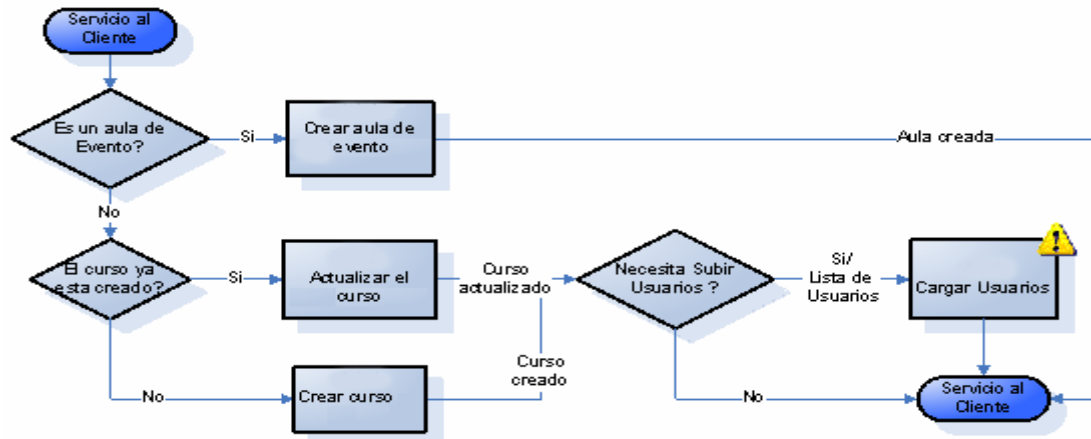 Servicio al
Cliente
Es un aula de
Evento?
Si
Crear aula de
evento
Aula creada
No
El curso ya
esta creado?
Si
Actualizar el
curso
Curso
actualizado
Necesita Subir
Usuarios ?
Si/
Lista de
Usuarios
Cargar Usuarios
No
Crear curso
Curso
creado
No
Servicio al
Cliente